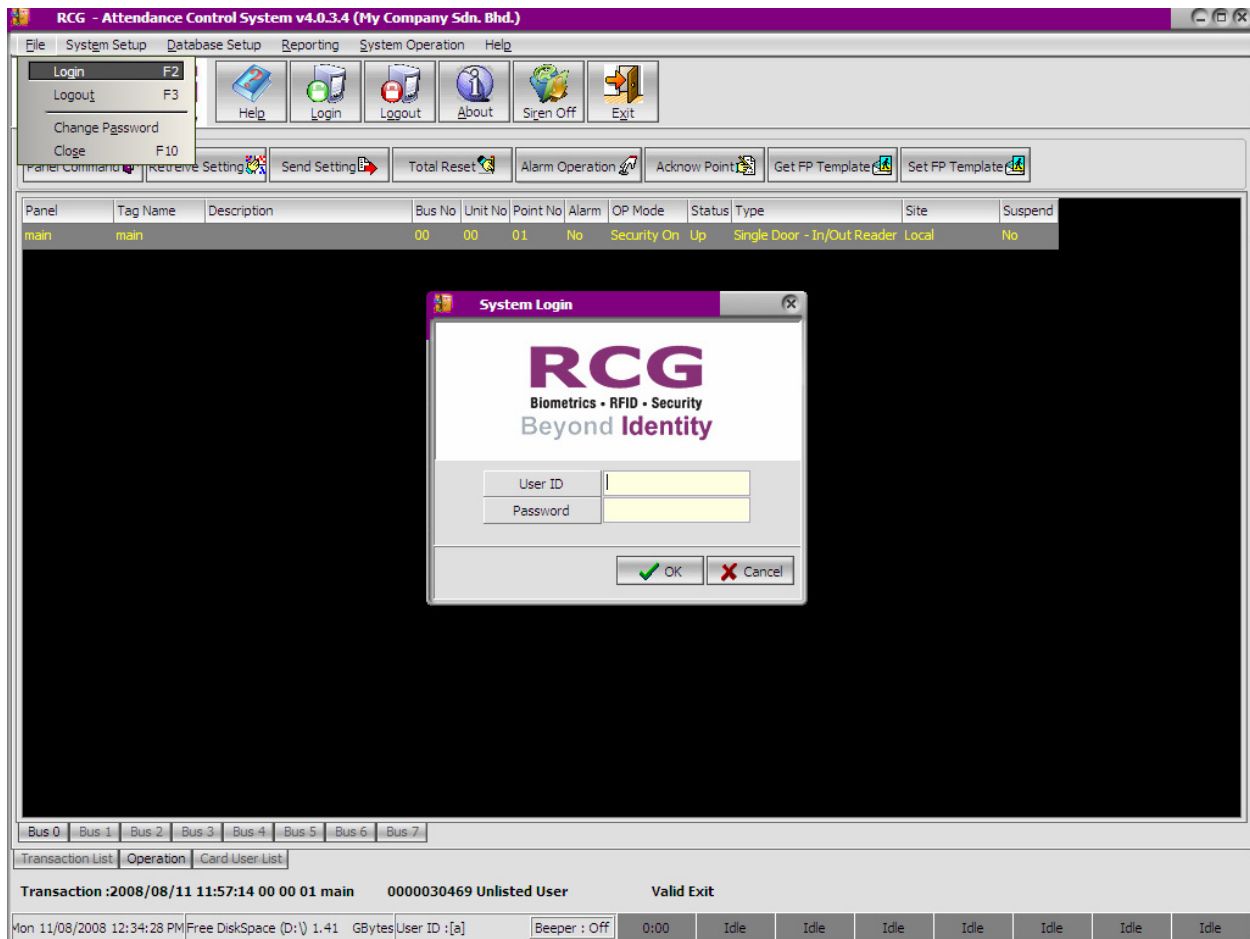 RCG - Attendance Control System v4.0.3.4 (My Company Sdn. Bhd.)
File System Setup Database Setup Reporting System Operation Help
Login F2
Logout F3
Change Password
Close F10
Help Login Logout About Siren Off Exit
Panel Command Retreive Setting Send Setting Total Reset Alarm Operation Acknow Point Get FP Template Set FP Template
Panel Tag Name Description Bus No Unit No Point No Alarm OP Mode Status Type Site Suspend
main main 00 00 01 No Security On Up Single Door - In/Out Reader Local No
System Login
RCG
Biometrics • RFID • Security
Beyond Identity
User ID
Password
OK Cancel
Bus 0 Bus 1 Bus 2 Bus 3 Bus 4 Bus 5 Bus 6 Bus 7
Transaction List Operation Card User List
Transaction :2008/08/11 11:57:14 00 00 01 main 0000030469 Unlisted User Valid Exit
Mon 11/08/2008 12:34:28 PM Free DiskSpace (D:\) 1.41 GBytes User ID :[a] Beeper : Off 0:00 Idle Idle Idle Idle Idle Idle Idle